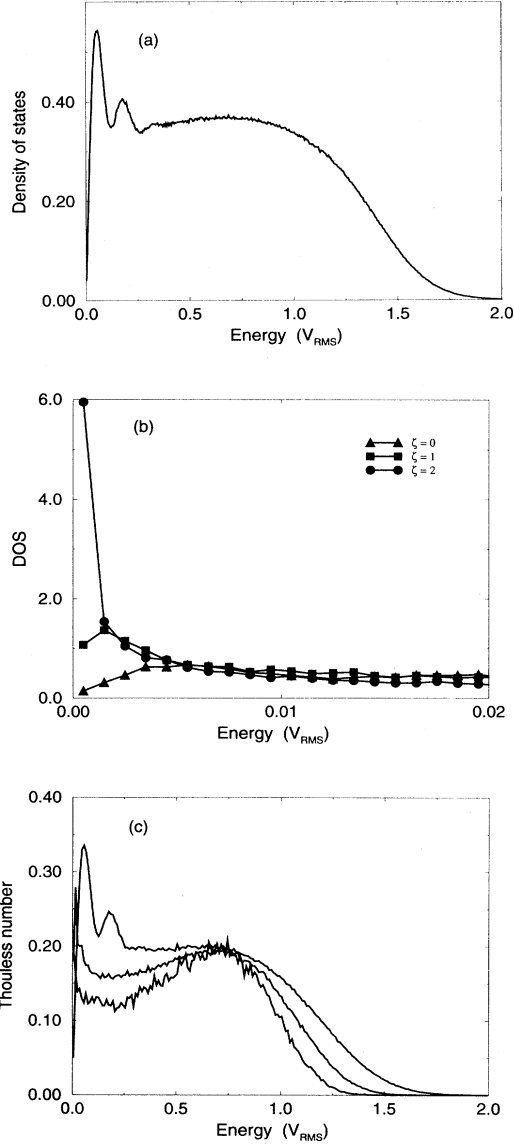 (a)
Density of states
0.40
0.20
0.00
0.0 0.5 1.0 1.5 2.0
Energy (V_RMS)
(b)
6.0
ζ = 0
ζ = 1
ζ = 2
4.0
DOS
2.0
0.0
0.00 0.01 0.02
Energy (V_RMS)
0.40
(c)
0.30
Thouless number
0.20
0.10
0.00
0.0 0.5 1.0 1.5 2.0
Energy (V_RMS)